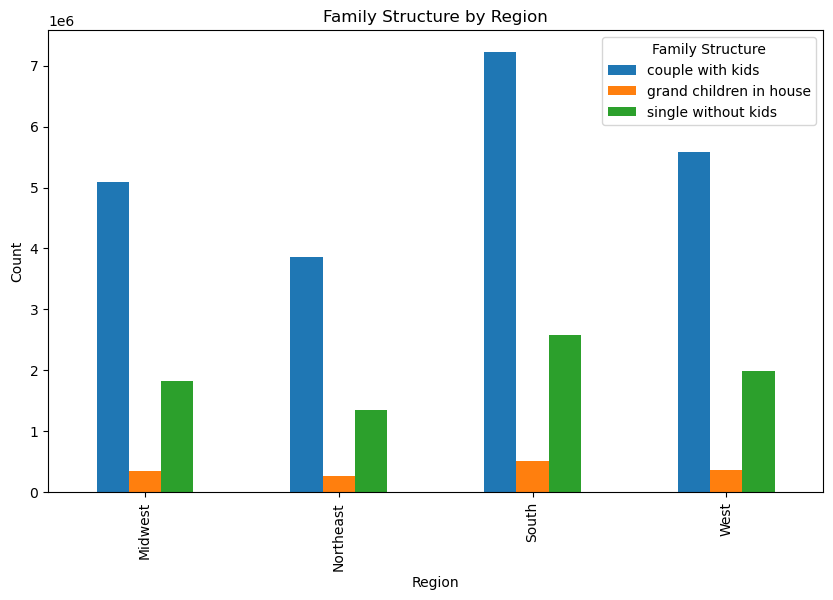 Family Structure by Region
1e6
Family Structure
couple with kids
grand children in house
single without kids
7
6
5
4
3
2
1
0
Count
Midwest
Northeast
South
West
Region